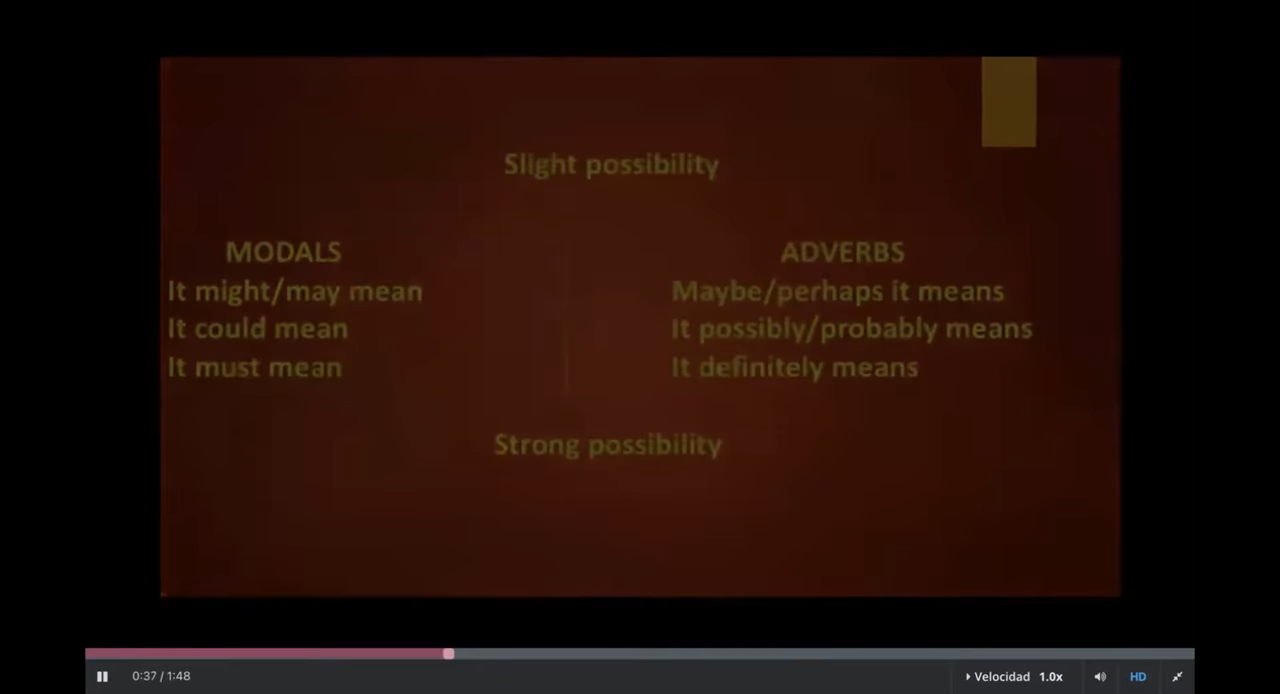 Slight possibility
MODALS
It might/may mean
It could mean
It must mean
ADVERBS
Maybe/perhaps it means
It possibly/probably means
It definitely means
Strong possibility
0:37 / 1:48
Velocidad 1.0x
HD